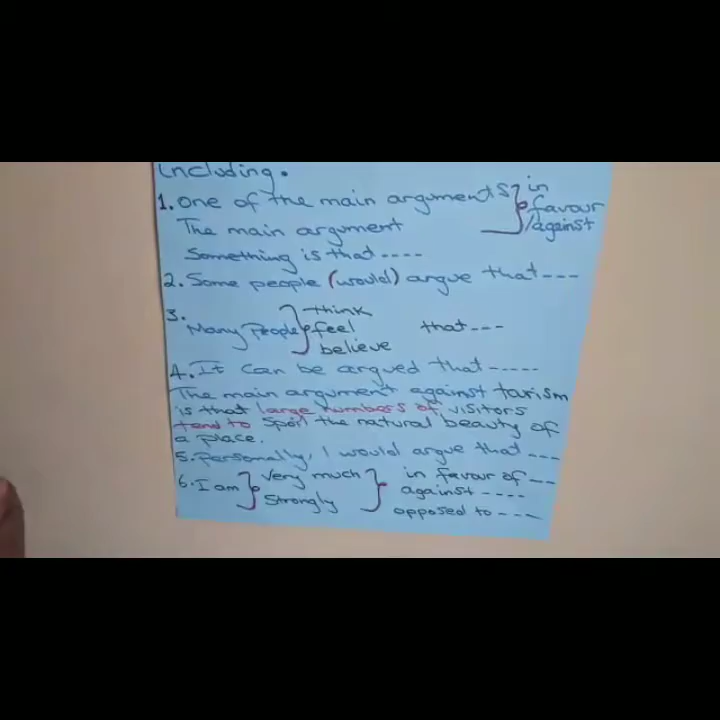 including.
1. one of the main arguments } in
The main argument favour
/against
Something is that ----
2. Some people (would) argue that ---
3. think
Many People } feel that ---
believe
4. It can be argued that -----
The main argument against tarism
is that large numbers of visitors
tend to spoil the natural beauty of
a place.
5. Personally, I would argue that ---
6. I am } very much } in favour of --
Strongly against ----
opposed to ---